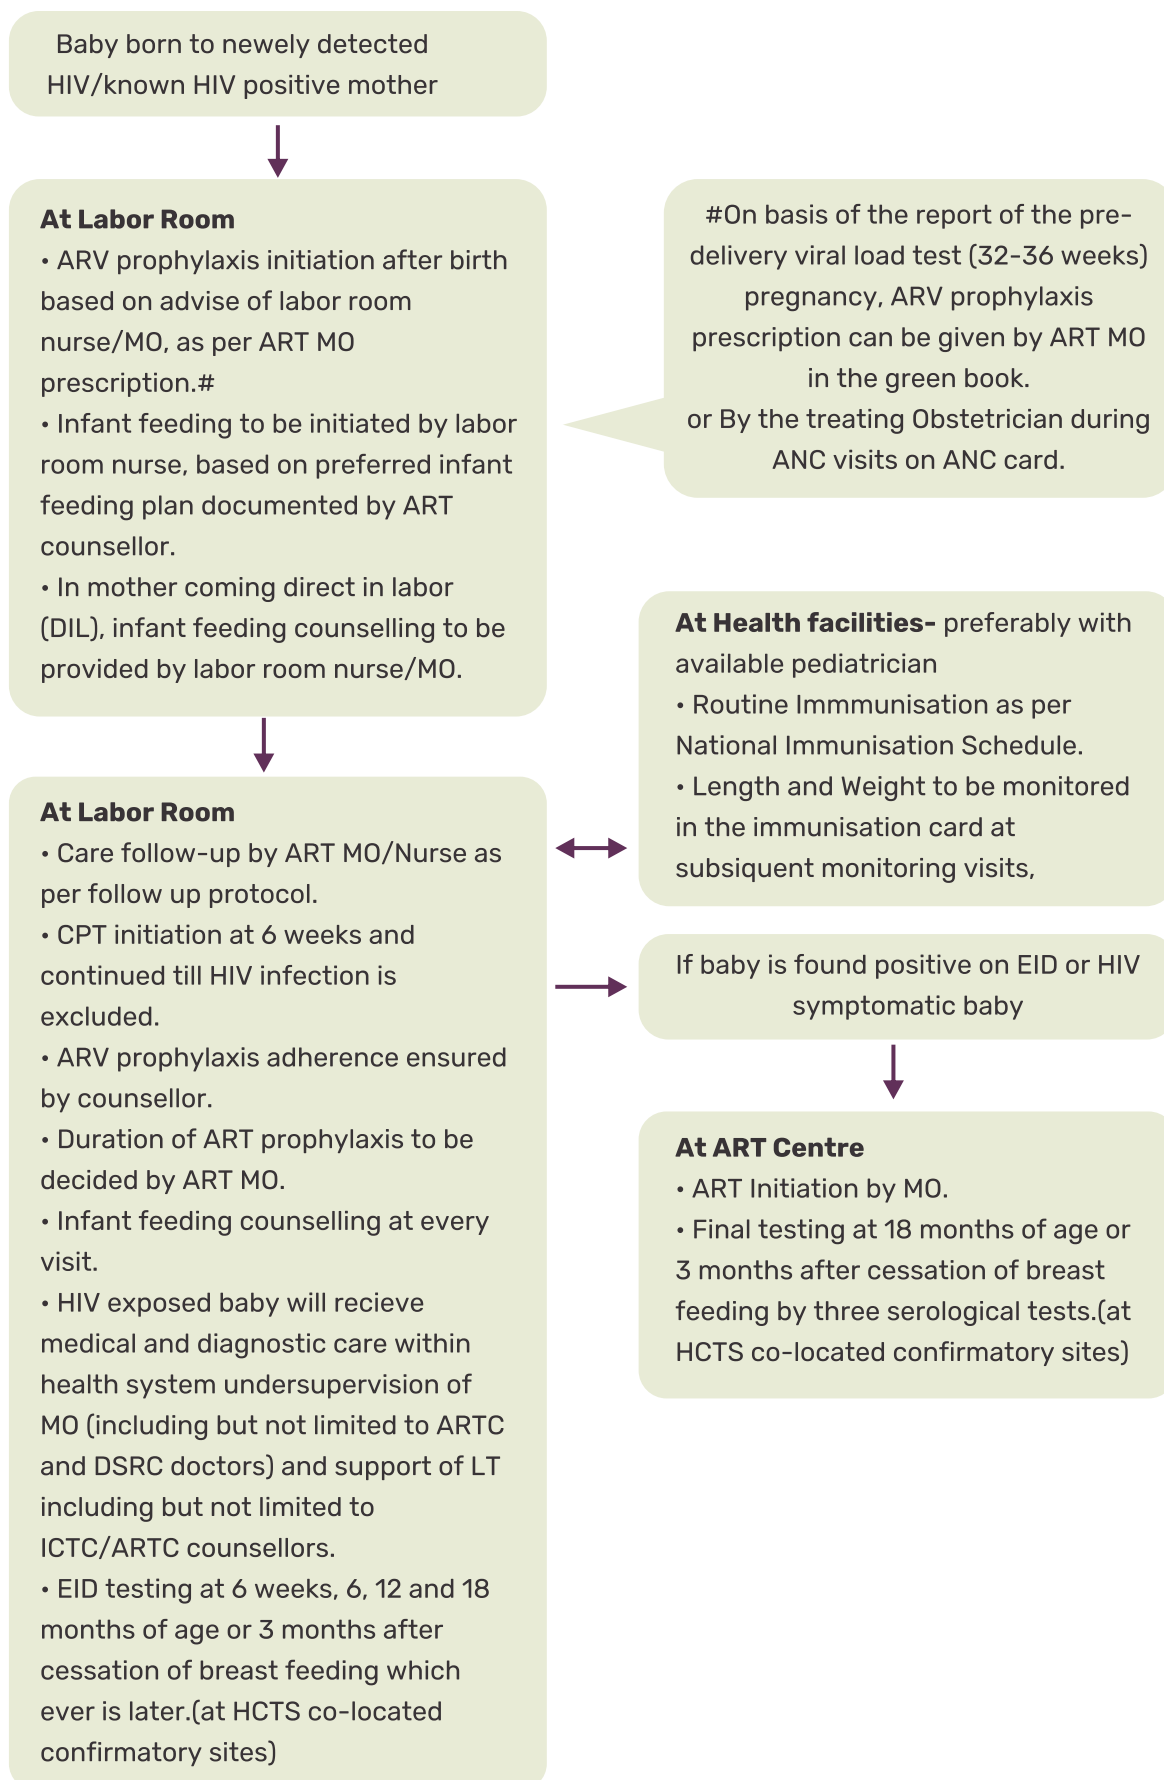 Baby born to newely detected
HIV/known HIV positive mother
At Labor Room
• ARV prophylaxis initiation after birth
based on advise of labor room
nurse/MO, as per ART MO
prescription.#
• Infant feeding to be initiated by labor
room nurse, based on preferred infant
feeding plan documented by ART
counsellor.
• In mother coming direct in labor
(DIL), infant feeding counselling to be
provided by labor room nurse/MO.
#On basis of the report of the pre-
delivery viral load test (32-36 weeks)
pregnancy, ARV prophylaxis
prescription can be given by ART MO
in the green book.
or By the treating Obstetrician during
ANC visits on ANC card.
At Labor Room
• Care follow-up by ART MO/Nurse as
per follow up protocol.
• CPT initiation at 6 weeks and
continued till HIV infection is
excluded.
• ARV prophylaxis adherence ensured
by counsellor.
• Duration of ART prophylaxis to be
decided by ART MO.
• Infant feeding counselling at every
visit.
• HIV exposed baby will recieve
medical and diagnostic care within
health system undersupervision of
MO (including but not limited to ARTC
and DSRC doctors) and support of LT
including but not limited to
ICTC/ARTC counsellors.
• EID testing at 6 weeks, 6, 12 and 18
months of age or 3 months after
cessation of breast feeding which
ever is later.(at HCTS co-located
confirmatory sites)
At Health facilities- preferably with
available pediatrician
• Routine Immmunisation as per
National Immunisation Schedule.
• Length and Weight to be monitored
in the immunisation card at
subsiquent monitoring visits,
If baby is found positive on EID or HIV
symptomatic baby
At ART Centre
• ART Initiation by MO.
• Final testing at 18 months of age or
3 months after cessation of breast
feeding by three serological tests.(at
HCTS co-located confirmatory sites)